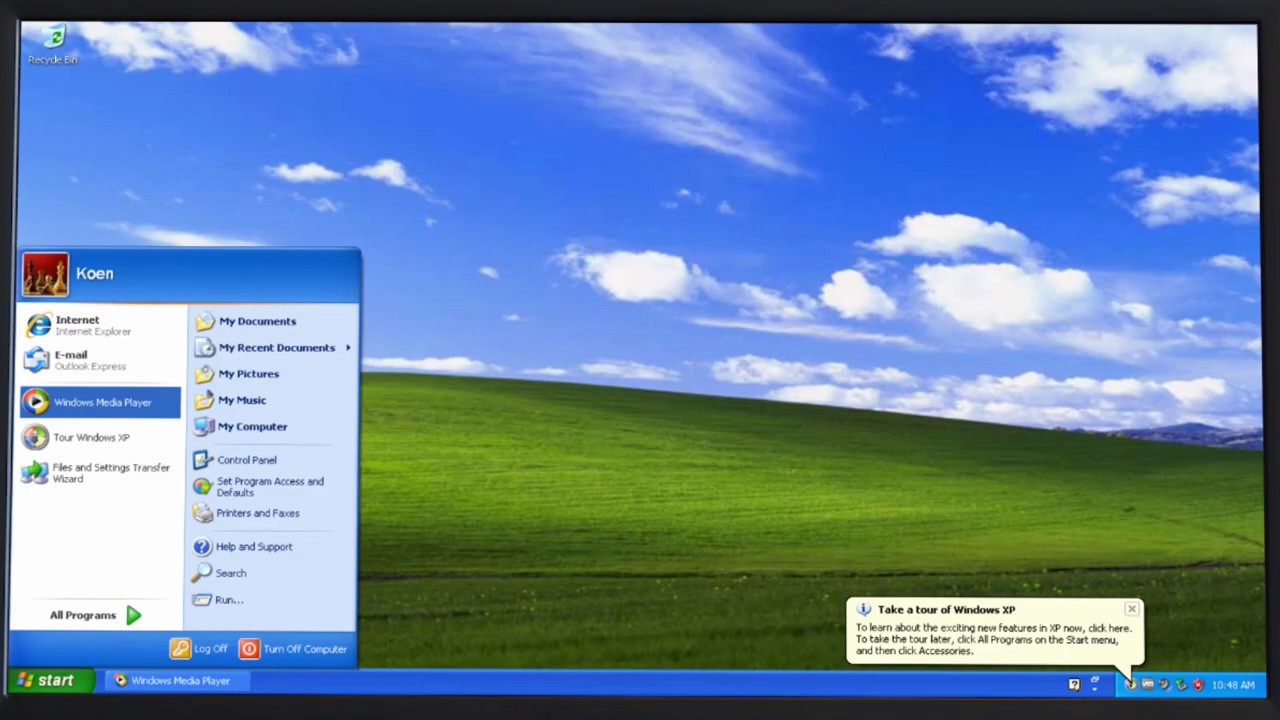 Recycle Bin
Koen
Internet
Internet Explorer
E-mail
Outlook Express
Windows Media Player
Tour Windows XP
Files and Settings Transfer
Wizard
All Programs
My Documents
My Recent Documents
My Pictures
My Music
My Computer
Control Panel
Set Program Access and
Defaults
Printers and Faxes
Help and Support
Search
Run...
Log Off
Turn Off Computer
Take a tour of Windows XP
To learn about the exciting new features in XP now, click here.
To take the tour later, click All Programs on the Start menu,
and then click Accessories.
start
Windows Media Player
10:48 AM